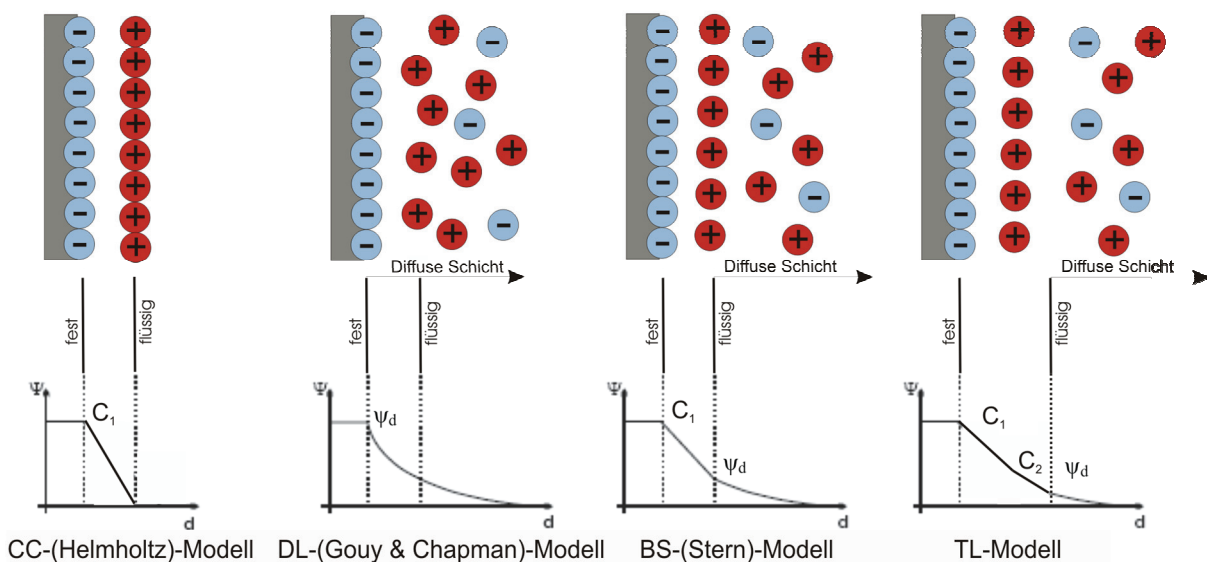 Diffuse Schicht
Diffuse Schicht
Diffuse Schicht
fest
flüssig
fest
flüssig
fest
flüssig
fest
flüssig
Ψ
C₁
d
Ψ
Ψd
d
Ψ
C₁
Ψd
d
Ψ
C₁
C₂
Ψd
d
CC-(Helmholtz)-Modell
DL-(Gouy & Chapman)-Modell
BS-(Stern)-Modell
TL-Modell